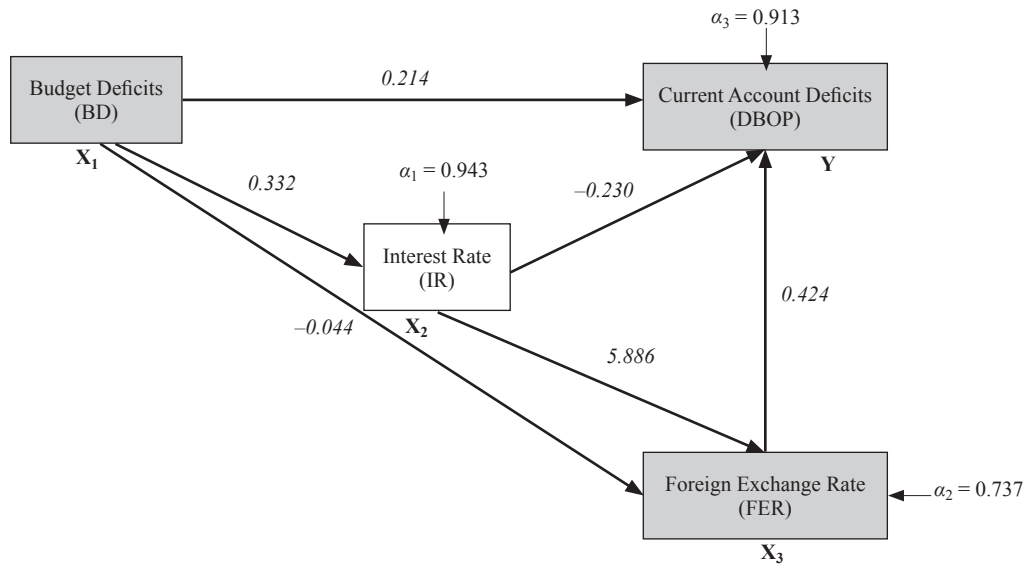 α3 = 0.913
Budget Deficits
(BD)
X1
0.214
Current Account Deficits
(DBOP)
Y
0.332
α1 = 0.943
–0.230
Interest Rate
(IR)
X2
–0.044
0.424
5.886
Foreign Exchange Rate
(FER)
X3
α2 = 0.737